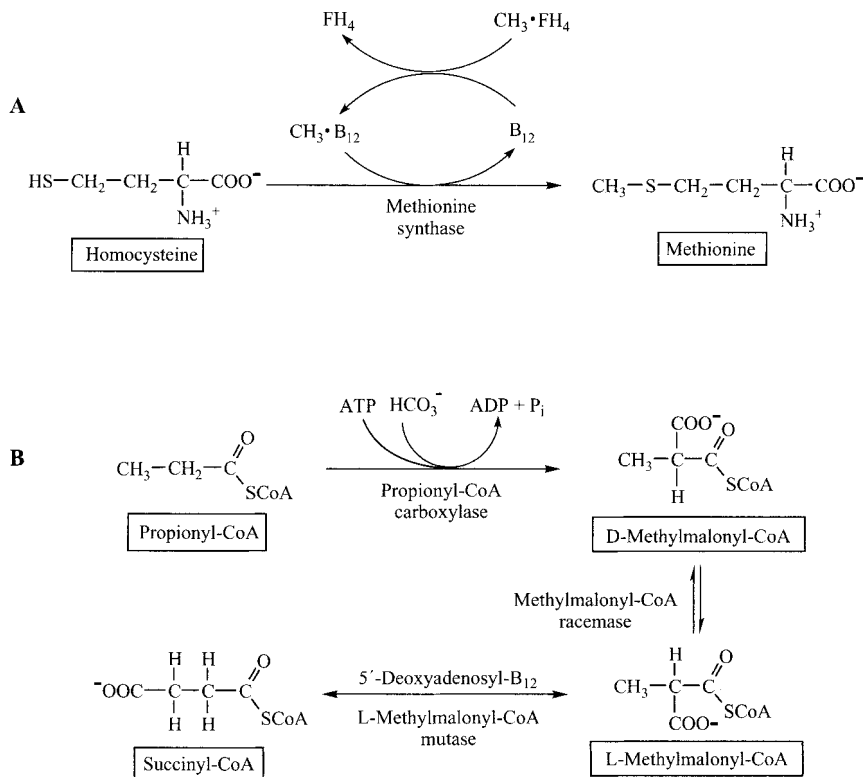 FH₄ CH₃•FH₄
A
CH₃•B₁₂ B₁₂
H
HS—CH₂—CH₂—C—COO⁻
NH₃⁺
Homocysteine
Methionine
synthase
H
CH₃—S—CH₂—CH₂—C—COO⁻
NH₃⁺
Methionine
B
O
CH₃—CH₂—C
SCoA
Propionyl-CoA
ATP HCO₃⁻ ADP + Pᵢ
Propionyl-CoA
carboxylase
COO⁻ O
CH₃—C—C
H SCoA
D-Methylmalonyl-CoA
Methylmalonyl-CoA
racemase
H O
CH₃—C—C
COO⁻ SCoA
L-Methylmalonyl-CoA
5´-Deoxyadenosyl-B₁₂
L-Methylmalonyl-CoA
mutase
H H O
⁻OOC—C—C—C
H H SCoA
Succinyl-CoA